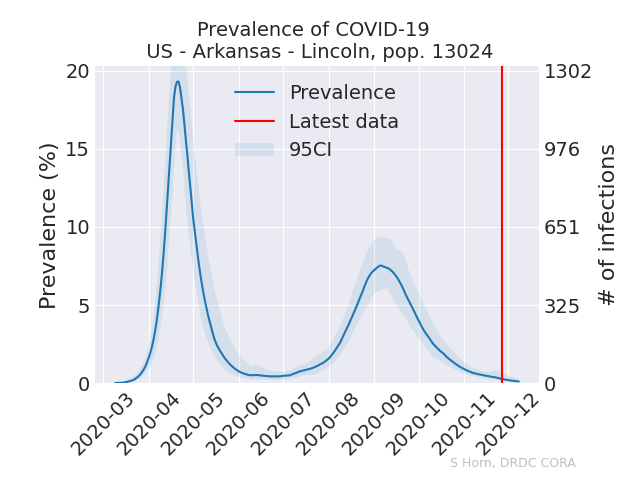 Prevalence of COVID-19
US - Arkansas - Lincoln, pop. 13024
Prevalence (%)
20
15
10
5
0
Prevalence
Latest data
95CI
1302
976
651
325
0
# of infections
2020-03
2020-04
2020-05
2020-06
2020-07
2020-08
2020-09
2020-10
2020-11
2020-12
S Horn, DRDC CORA